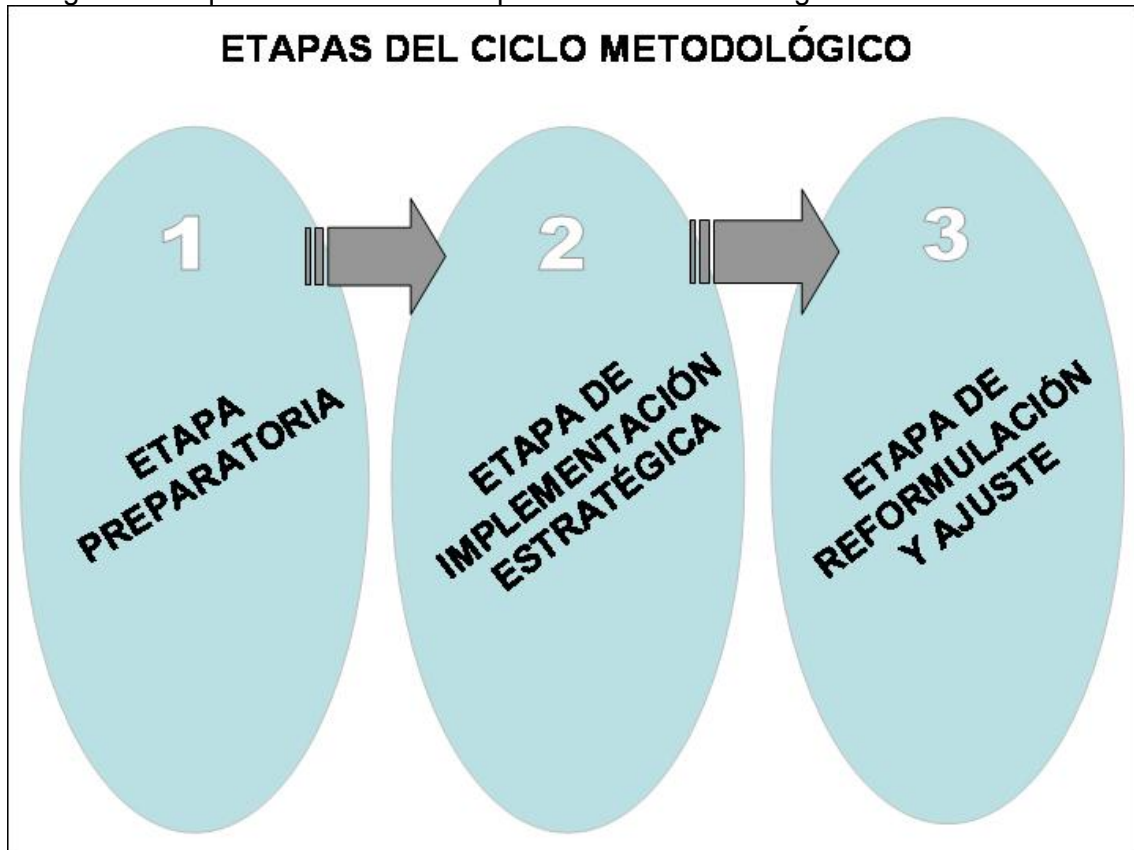 ETAPAS DEL CICLO METODOLÓGICO
1
ETAPA
PREPARATORIA
2
ETAPA DE
IMPLEMENTACIÓN
ESTRATÉGICA
3
ETAPA DE
REFORMULACIÓN
Y AJUSTE